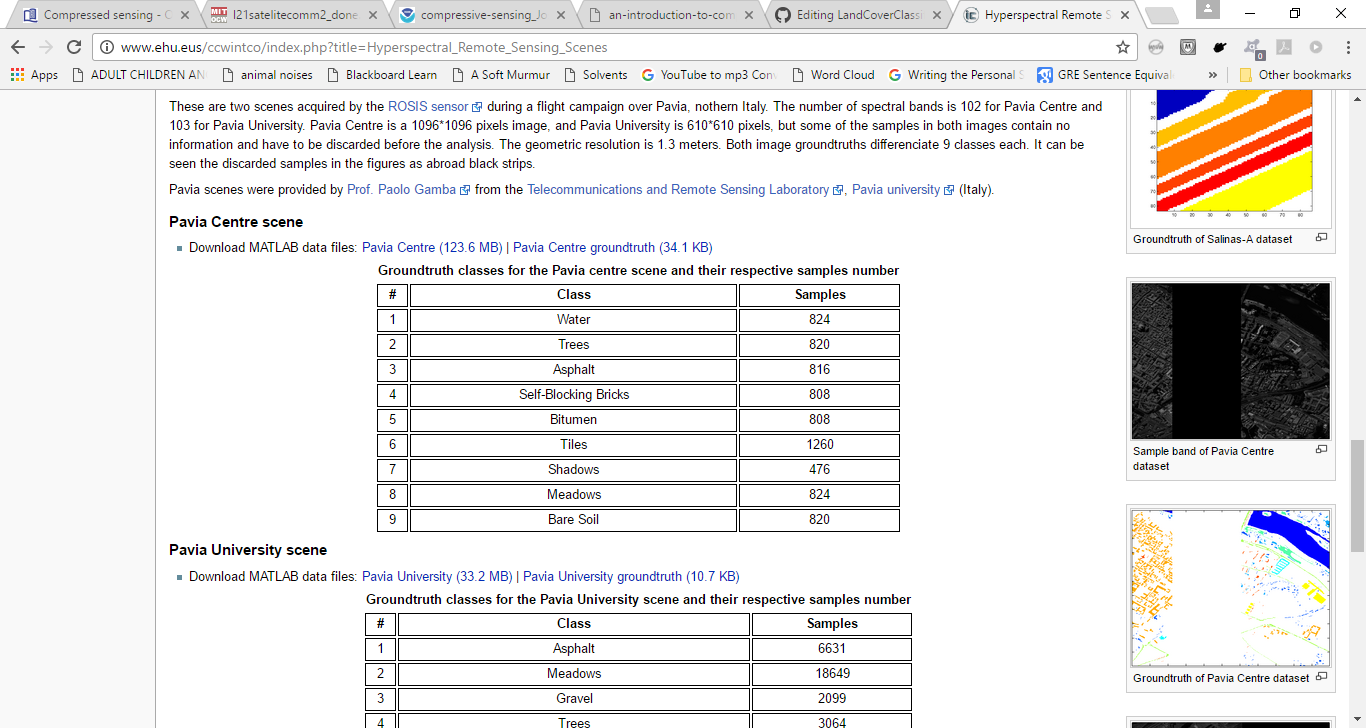 Compressed sensing - C
l21satelitecomm2_done
compressive-sensing_Jo
an-introduction-to-com
Editing LandCoverClassi
Hyperspectral Remote S
www.ehu.eus/ccwintco/index.php?title=Hyperspectral_Remote_Sensing_Scenes
Apps
ADULT CHILDREN AN
animal noises
Blackboard Learn
A Soft Murmur
Solvents
YouTube to mp3 Conv
Word Cloud
Writing the Personal S
GRE Sentence Equival
»
Other bookmarks
These are two scenes acquired by the ROSIS sensor during a flight campaign over Pavia, nothern Italy. The number of spectral bands is 102 for Pavia Centre and
103 for Pavia University. Pavia Centre is a 1096*1096 pixels image, and Pavia University is 610*610 pixels, but some of the samples in both images contain no
information and have to be discarded before the analysis. The geometric resolution is 1.3 meters. Both image groundtruths differenciate 9 classes each. It can be
seen the discarded samples in the figures as abroad black strips.
Pavia scenes were provided by Prof. Paolo Gamba from the Telecommunications and Remote Sensing Laboratory, Pavia university (Italy).
Pavia Centre scene
Download MATLAB data files: Pavia Centre (123.6 MB) | Pavia Centre groundtruth (34.1 KB)
Groundtruth classes for the Pavia centre scene and their respective samples number
# Class Samples
1 Water 824
2 Trees 820
3 Asphalt 816
4 Self-Blocking Bricks 808
5 Bitumen 808
6 Tiles 1260
7 Shadows 476
8 Meadows 824
9 Bare Soil 820
Pavia University scene
Download MATLAB data files: Pavia University (33.2 MB) | Pavia University groundtruth (10.7 KB)
Groundtruth classes for the Pavia University scene and their respective samples number
# Class Samples
1 Asphalt 6631
2 Meadows 18649
3 Gravel 2099
4 Trees 3064
Groundtruth of Salinas-A dataset
Sample band of Pavia Centre
dataset
Groundtruth of Pavia Centre dataset